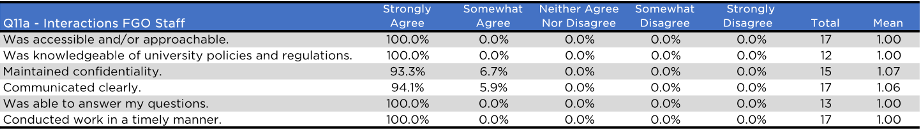 Q11a - Interactions FGO Staff Strongly Agree Somewhat Agree Neither Agree Nor Disagree Somewhat Disagree Strongly Disagree Total Mean
Was accessible and/or approachable. 100.0% 0.0% 0.0% 0.0% 0.0% 17 1.00
Was knowledgeable of university policies and regulations. 100.0% 0.0% 0.0% 0.0% 0.0% 12 1.00
Maintained confidentiality. 93.3% 6.7% 0.0% 0.0% 0.0% 15 1.07
Communicated clearly. 94.1% 5.9% 0.0% 0.0% 0.0% 17 1.06
Was able to answer my questions. 100.0% 0.0% 0.0% 0.0% 0.0% 13 1.00
Conducted work in a timely manner. 100.0% 0.0% 0.0% 0.0% 0.0% 17 1.00